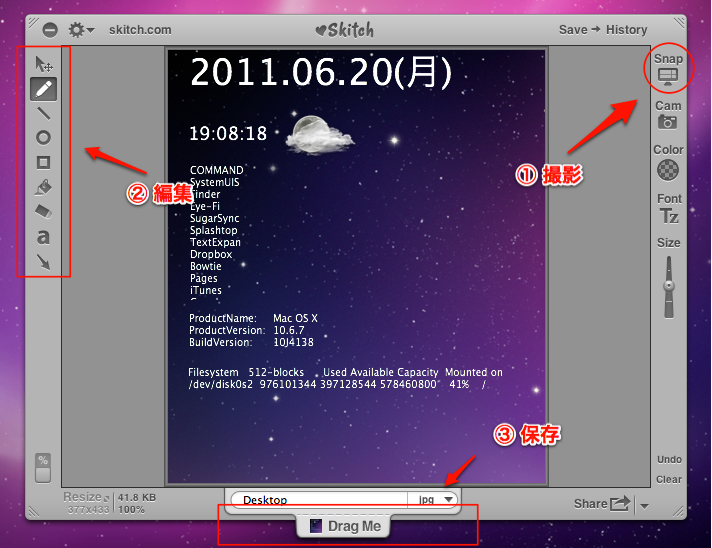 skitch.com
Skitch
Save → History
2011.06.20(月)
19:08:18
COMMAND
SystemUIS
Finder
Eye-Fi
SugarSync
Splashtop
TextExpan
Dropbox
Bowtie
Pages
iTunes
ProductName: Mac OS X
ProductVersion: 10.6.7
BuildVersion: 10J4138
Filesystem 512-blocks Used Available Capacity Mounted on
/dev/disk0s2 976101344 397128544 578460800 41% /
① 撮影
② 編集
③ 保存
a
Snap
Cam
Color
Font
Tz
Size
Undo
Clear
%
Resize
377x433
41.8 KB
100%
Desktop
jpg
Drag Me
Share